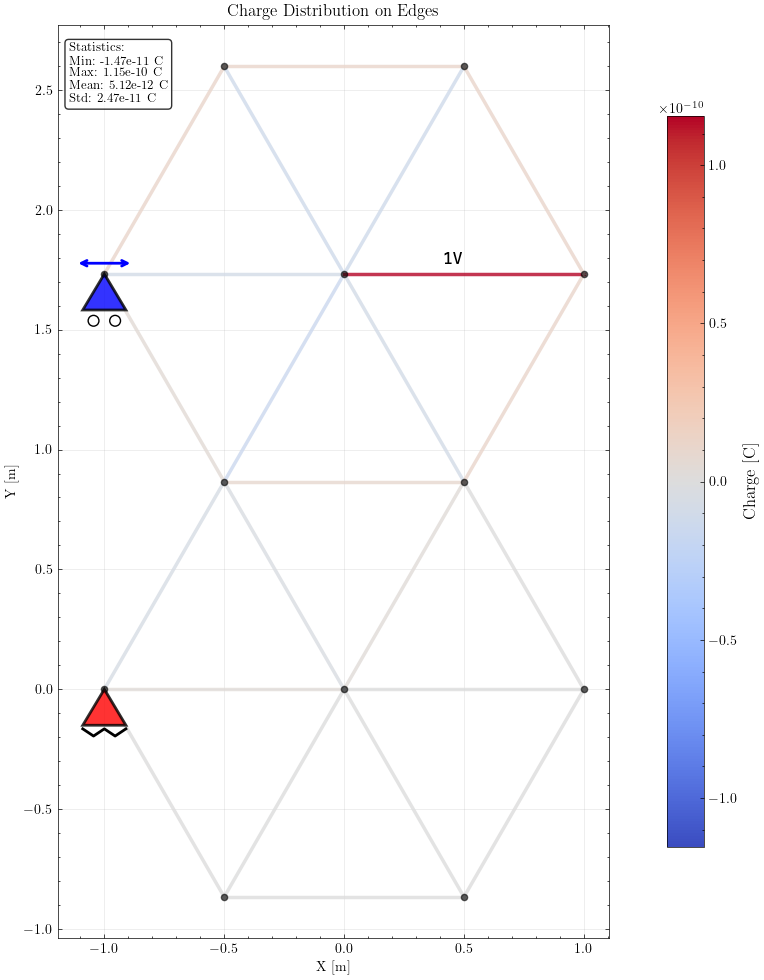 Charge Distribution on Edges
Statistics:
Min: -1.47e-11 C
Max: 1.15e-10 C
Mean: 5.12e-12 C
Std: 2.47e-11 C
1V
2.5
2.0
1.5
1.0
0.5
0.0
−0.5
−1.0
Y [m]
−1.0 −0.5 0.0 0.5 1.0
X [m]
×10⁻¹⁰
1.0
0.5
0.0
−0.5
−1.0
Charge [C]